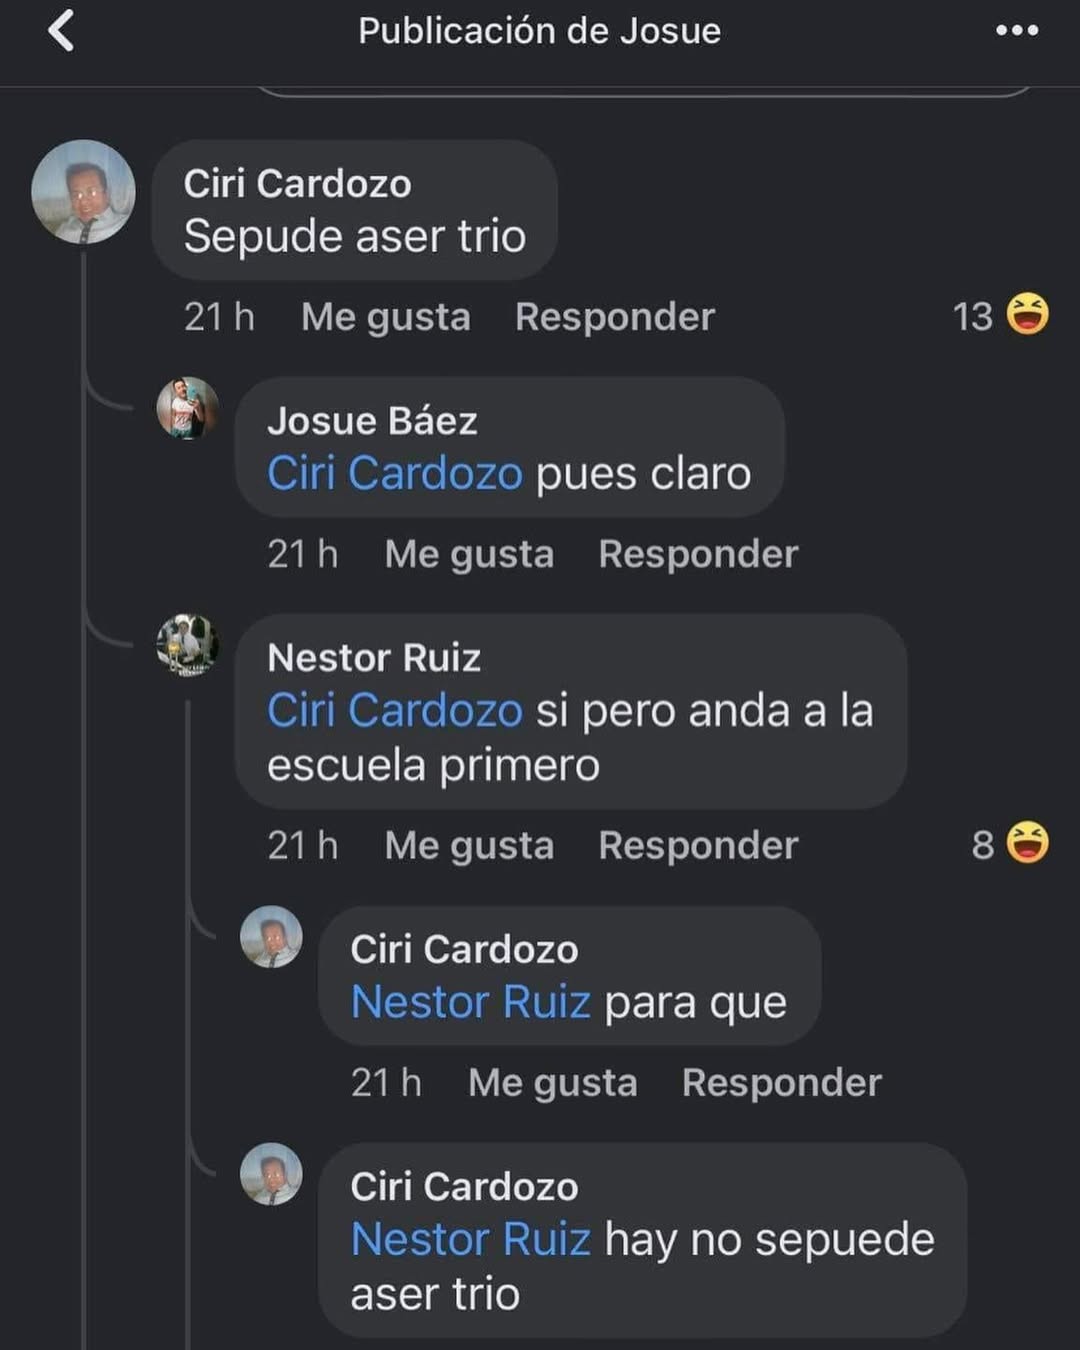 Publicación de Josue
Ciri Cardozo
Sepude aser trio
21 h Me gusta Responder 13
Josue Báez
Ciri Cardozo pues claro
21 h Me gusta Responder
Nestor Ruiz
Ciri Cardozo si pero anda a la
escuela primero
21 h Me gusta Responder 8
Ciri Cardozo
Nestor Ruiz para que
21 h Me gusta Responder
Ciri Cardozo
Nestor Ruiz hay no sepuede
aser trio